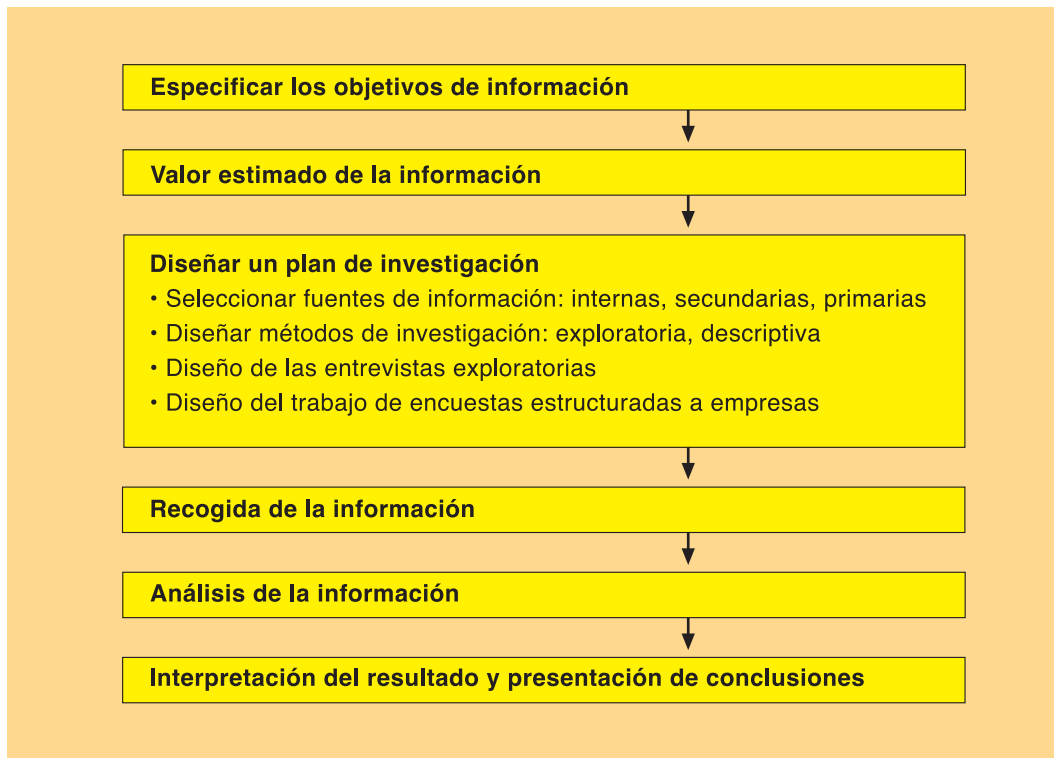 Especificar los objetivos de información
Valor estimado de la información
Diseñar un plan de investigación
• Seleccionar fuentes de información: internas, secundarias, primarias
• Diseñar métodos de investigación: exploratoria, descriptiva
• Diseño de las entrevistas exploratorias
• Diseño del trabajo de encuestas estructuradas a empresas
Recogida de la información
Análisis de la información
Interpretación del resultado y presentación de conclusiones